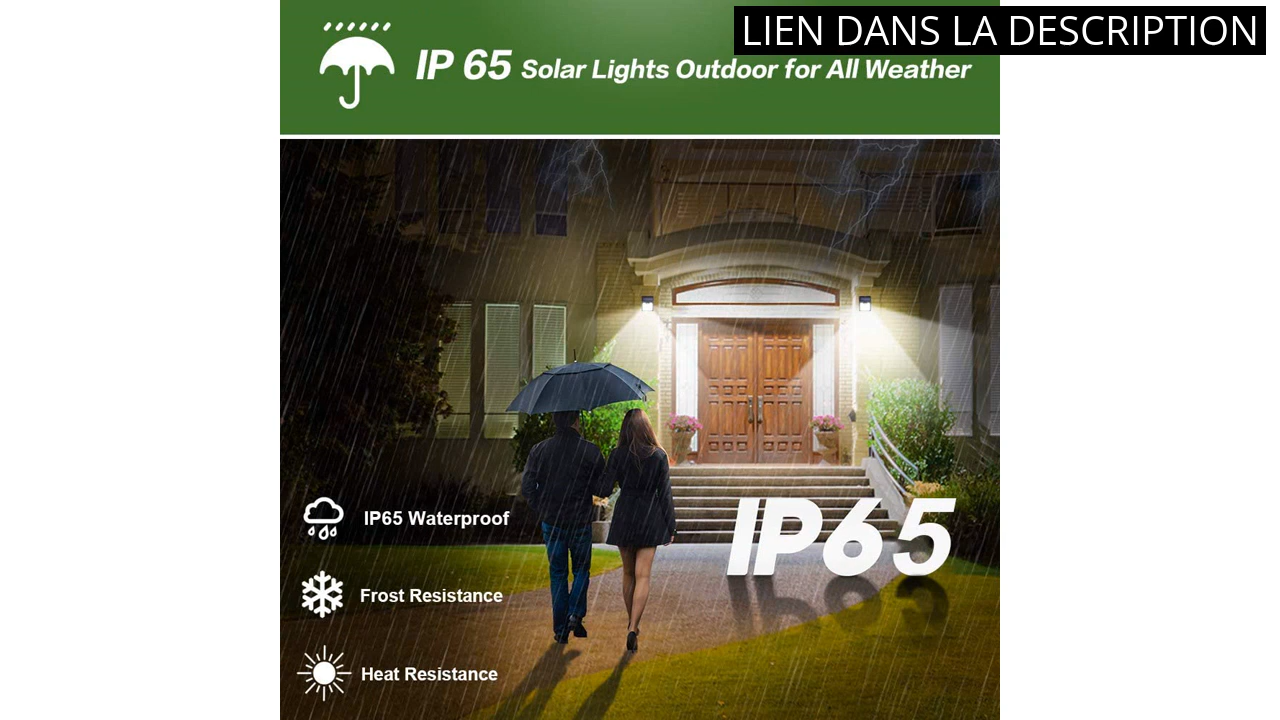 LIEN DANS LA DESCRIPTION
IP 65 Solar Lights Outdoor for All Weather
IP65 Waterproof
IP65
Frost Resistance
Heat Resistance